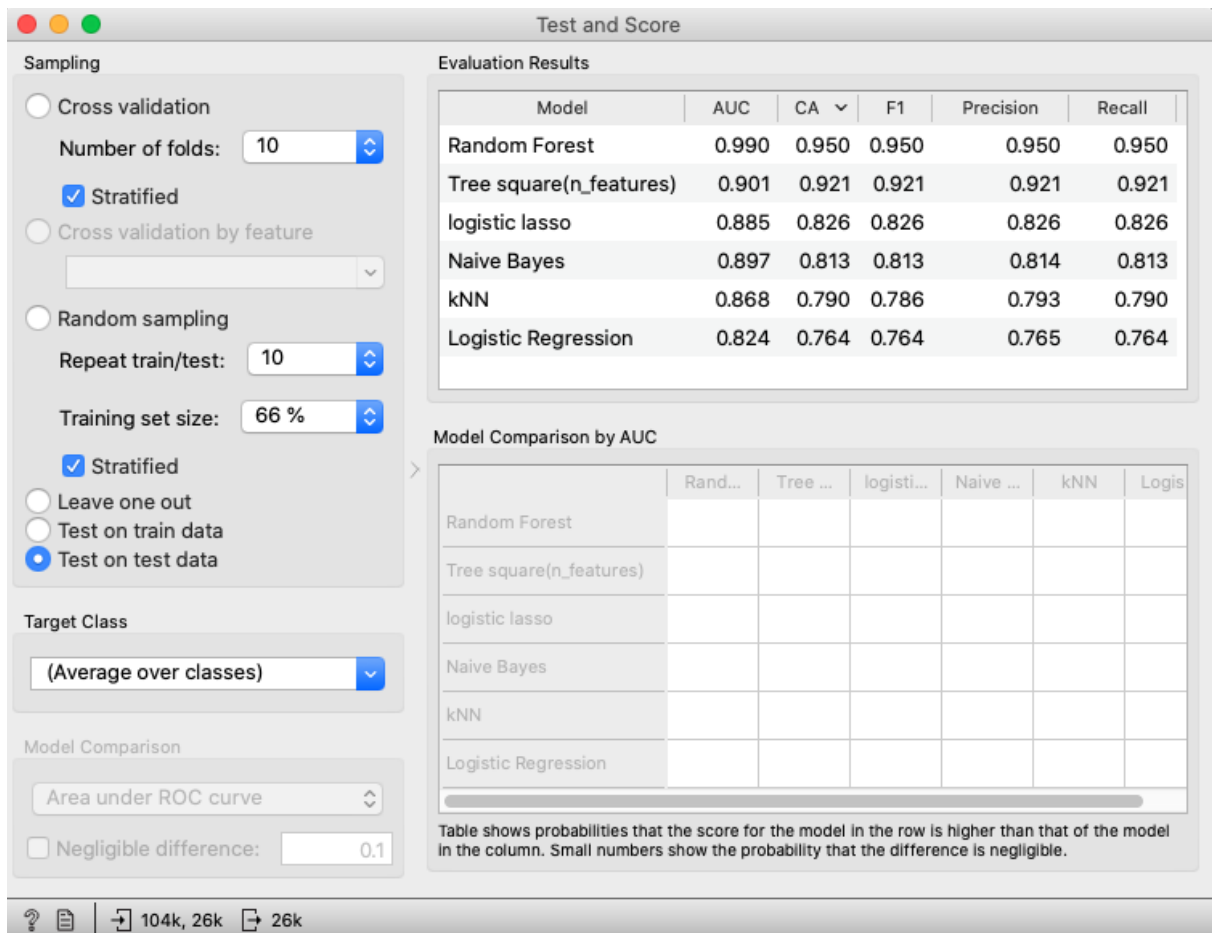 Test and Score
Sampling
Cross validation
Number of folds: 10
Stratified
Cross validation by feature
Random sampling
Repeat train/test: 10
Training set size: 66 %
Stratified
Leave one out
Test on train data
Test on test data
Target Class
(Average over classes)
Model Comparison
Area under ROC curve
Negligible difference: 0.1
Evaluation Results
Model AUC CA F1 Precision Recall
Random Forest 0.990 0.950 0.950 0.950 0.950
Tree square(n_features) 0.901 0.921 0.921 0.921 0.921
logistic lasso 0.885 0.826 0.826 0.826 0.826
Naive Bayes 0.897 0.813 0.813 0.814 0.813
kNN 0.868 0.790 0.786 0.793 0.790
Logistic Regression 0.824 0.764 0.764 0.765 0.764
Model Comparison by AUC
Rand... Tree ... logisti... Naive ... kNN Logis
Random Forest
Tree square(n_features)
logistic lasso
Naive Bayes
kNN
Logistic Regression
Table shows probabilities that the score for the model in the row is higher than that of the model
in the column. Small numbers show the probability that the difference is negligible.
? 104k, 26k 26k